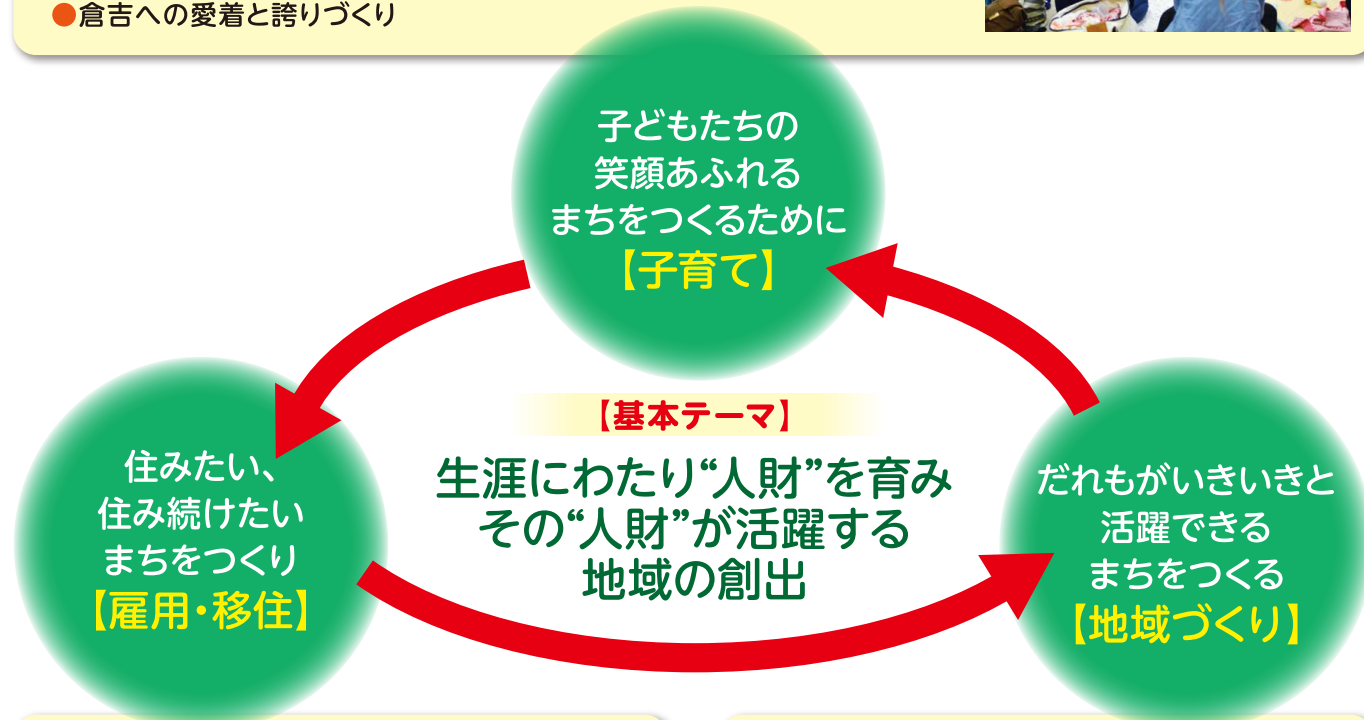 ●倉吉への愛着と誇りづくり
子どもたちの
笑顔あふれる
まちをつくるために
【子育て】
【基本テーマ】
生涯にわたり“人財”を育み
その“人財”が活躍する
地域の創出
住みたい、
住み続けたい
まちをつくり
【雇用・移住】
だれもがいきいきと
活躍できる
まちをつくる
【地域づくり】